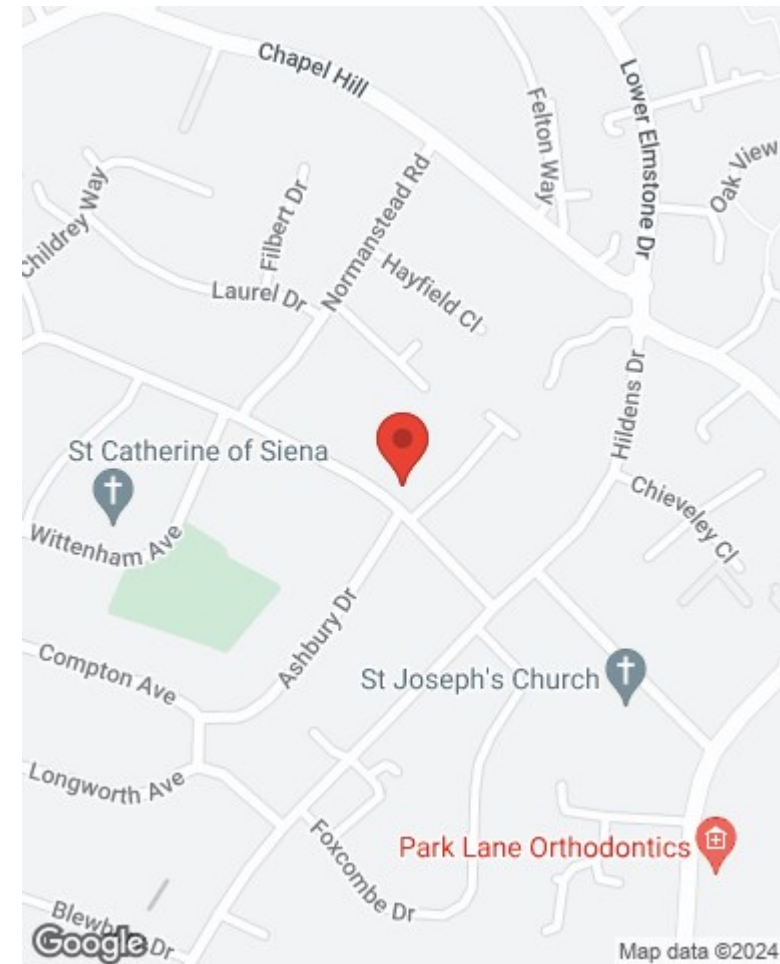 Chapel Hill
Felton Way
Lower Elmstone Dr
Oak View
Childrey Way
Filbert Dr
Normanstead Rd
Hayfield Cl
Laurel Dr
Hildens Dr
St Catherine of Siena
Chieveley Cl
Wittenham Ave
Ashbury Dr
Compton Ave
St Joseph's Church
Longworth Ave
Foxcombe Dr
Park Lane Orthodontics
Dr
Google
Map data ©2024